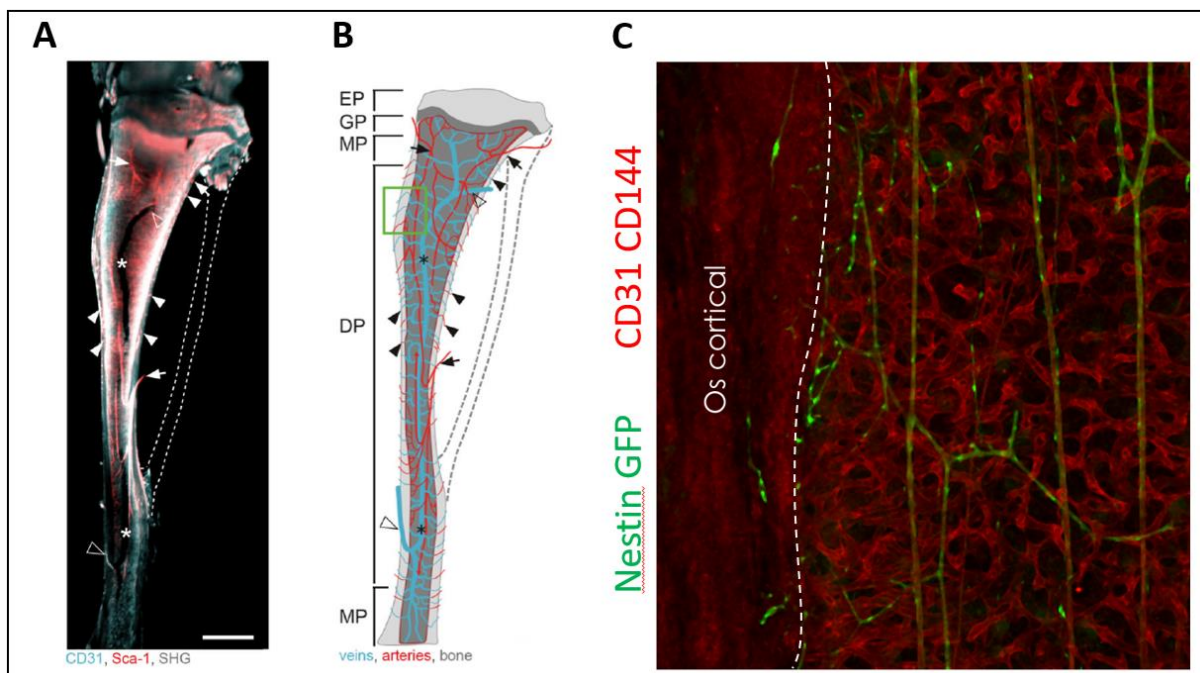 A
B
C
EP
GP
MP
DP
MP
CD31, Sca-1, SHG
veins, arteries, bone
Nestin GFP CD31 CD144
Os cortical